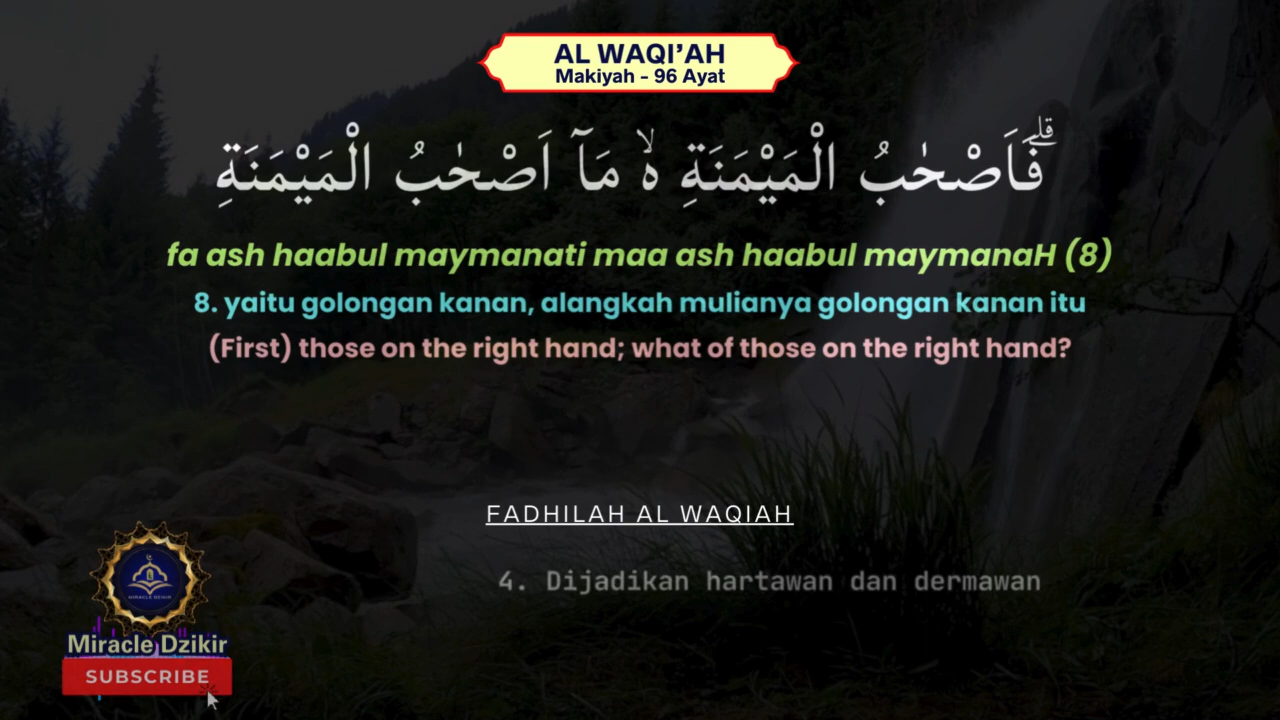 AL WAQI’AH
Makiyah - 96 Ayat
فَاَصْحٰبُ الْمَيْمَنَةِ ەۙ مَآ اَصْحٰبُ الْمَيْمَنَةِ ۗ
fa ash haabul maymanati maa ash haabul maymanaH (8)
8. yaitu golongan kanan, alangkah mulianya golongan kanan itu
(First) those on the right hand; what of those on the right hand?
FADHILAH AL WAQIAH
4. Dijadikan hartawan dan dermawan
MIRACLE DZIKIR
Miracle Dzikir
SUBSCRIBE